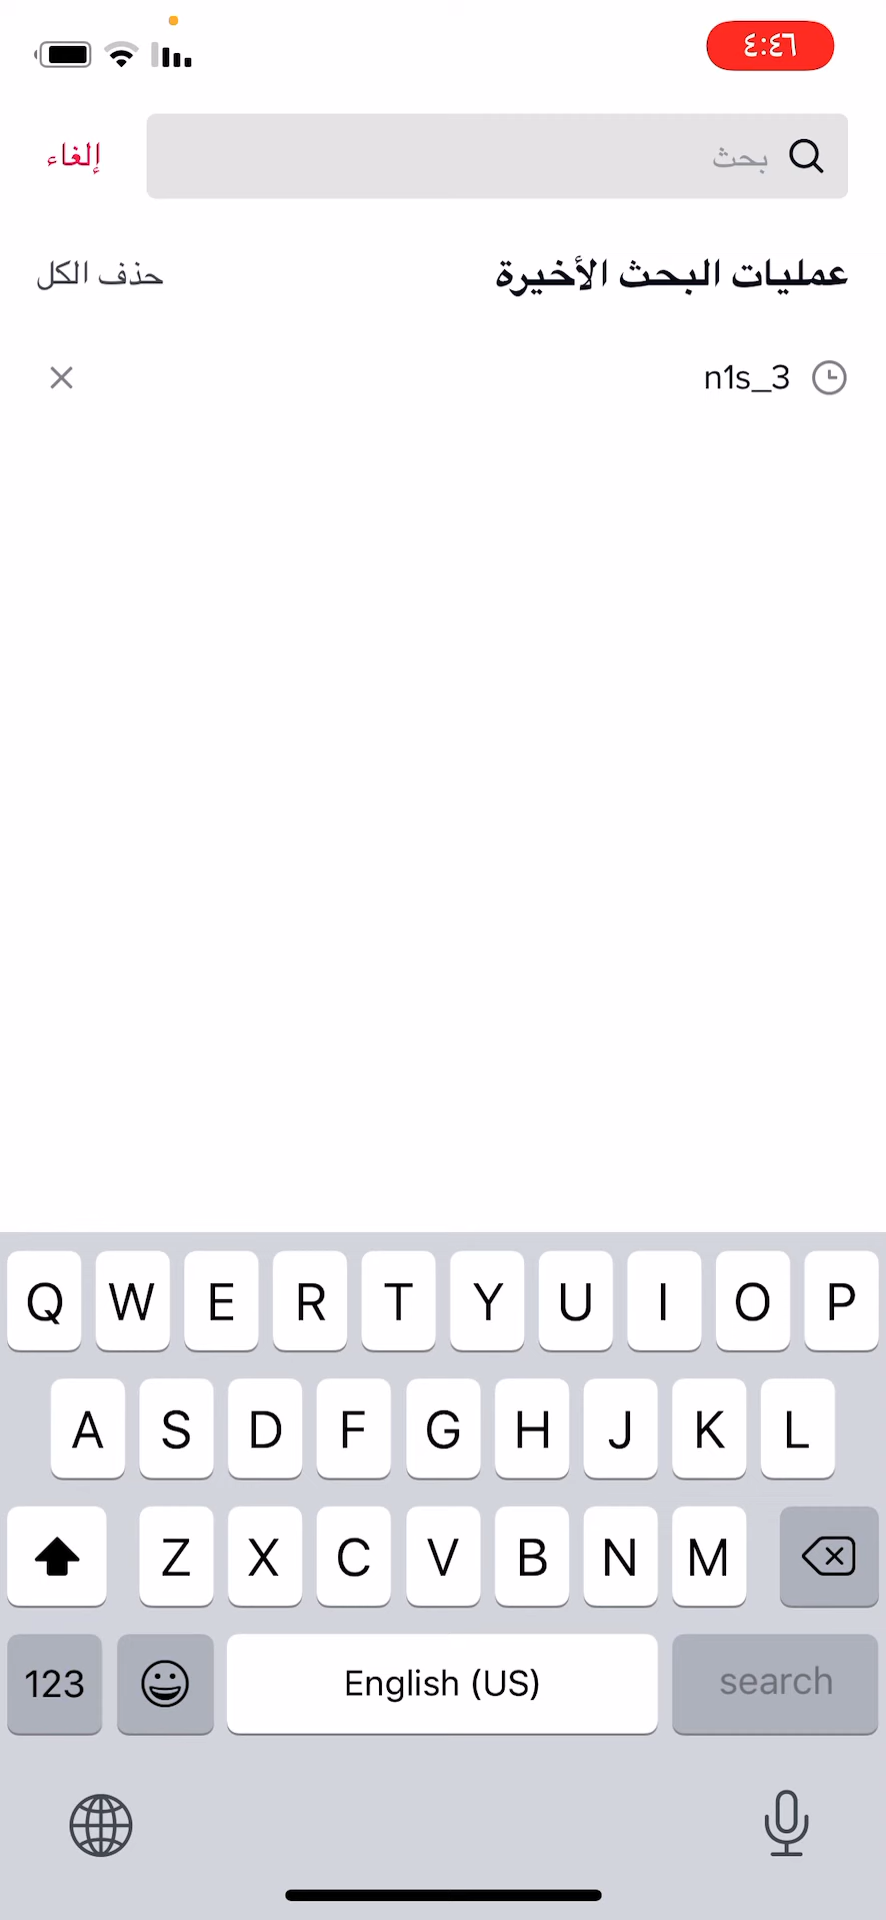 ٤:٤٦
بحث
إلغاء
عمليات البحث الأخيرة
حذف الكل
n1s_3
Q W E R T Y U I O P
A S D F G H J K L
Z X C V B N M
123 English (US) search